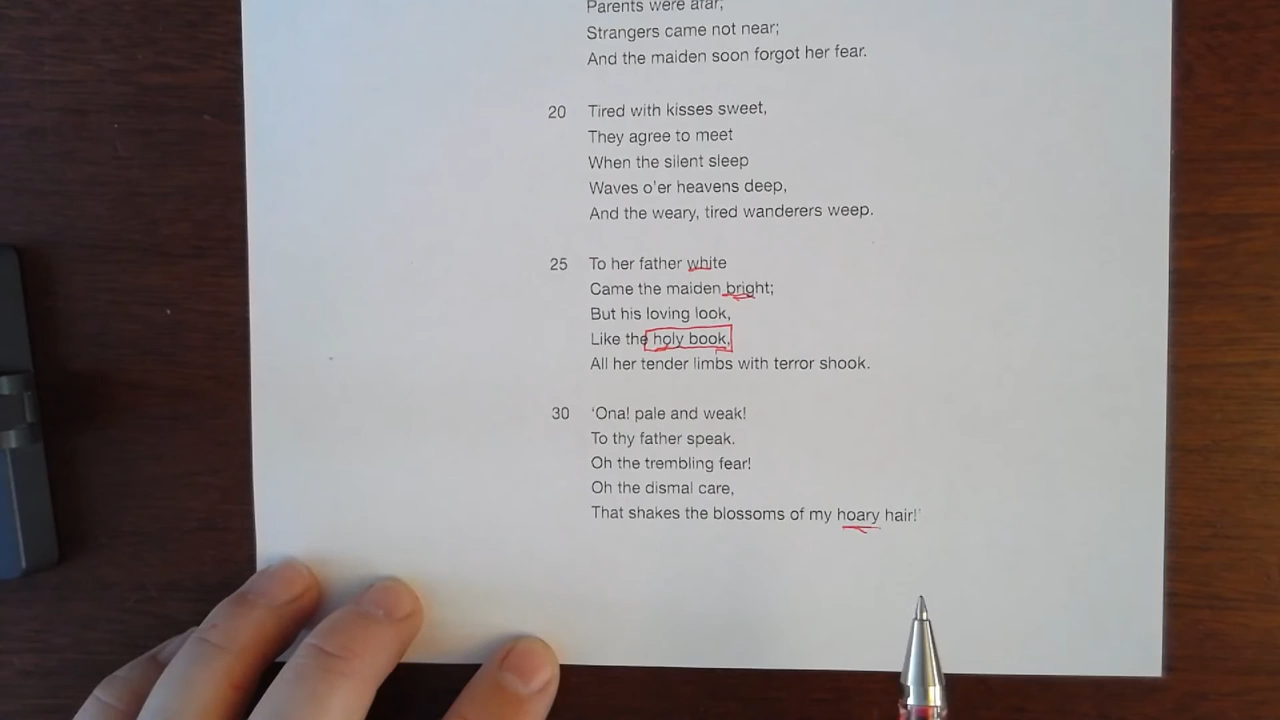 Parents were afar;
Strangers came not near;
And the maiden soon forgot her fear.
20 Tired with kisses sweet,
They agree to meet
When the silent sleep
Waves o'er heavens deep,
And the weary, tired wanderers weep.
25 To her father white
Came the maiden bright;
But his loving look,
Like the holy book,
All her tender limbs with terror shook.
30 'Ona! pale and weak!
To thy father speak.
Oh the trembling fear!
Oh the dismal care,
That shakes the blossoms of my hoary hair!'